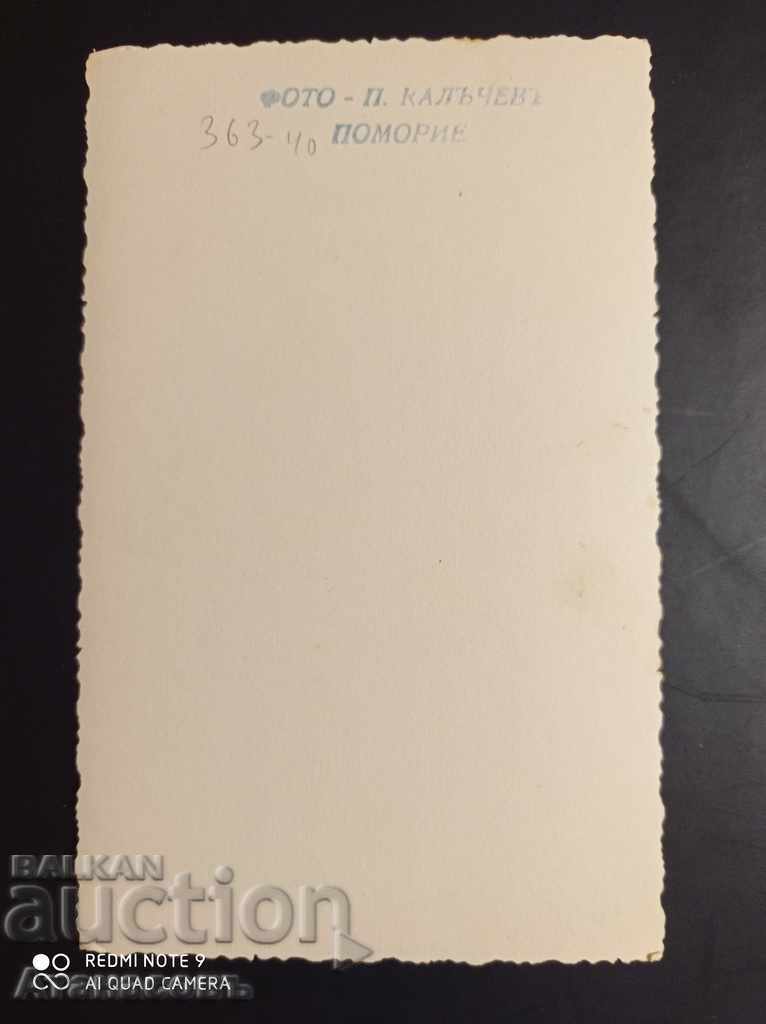 ФОТО - П. КАЛЪЧЕВЪ
363-40 ПОМОРИЕ
BALKAN
auction
REDMI NOTE 9
AI QUAD CAMERA